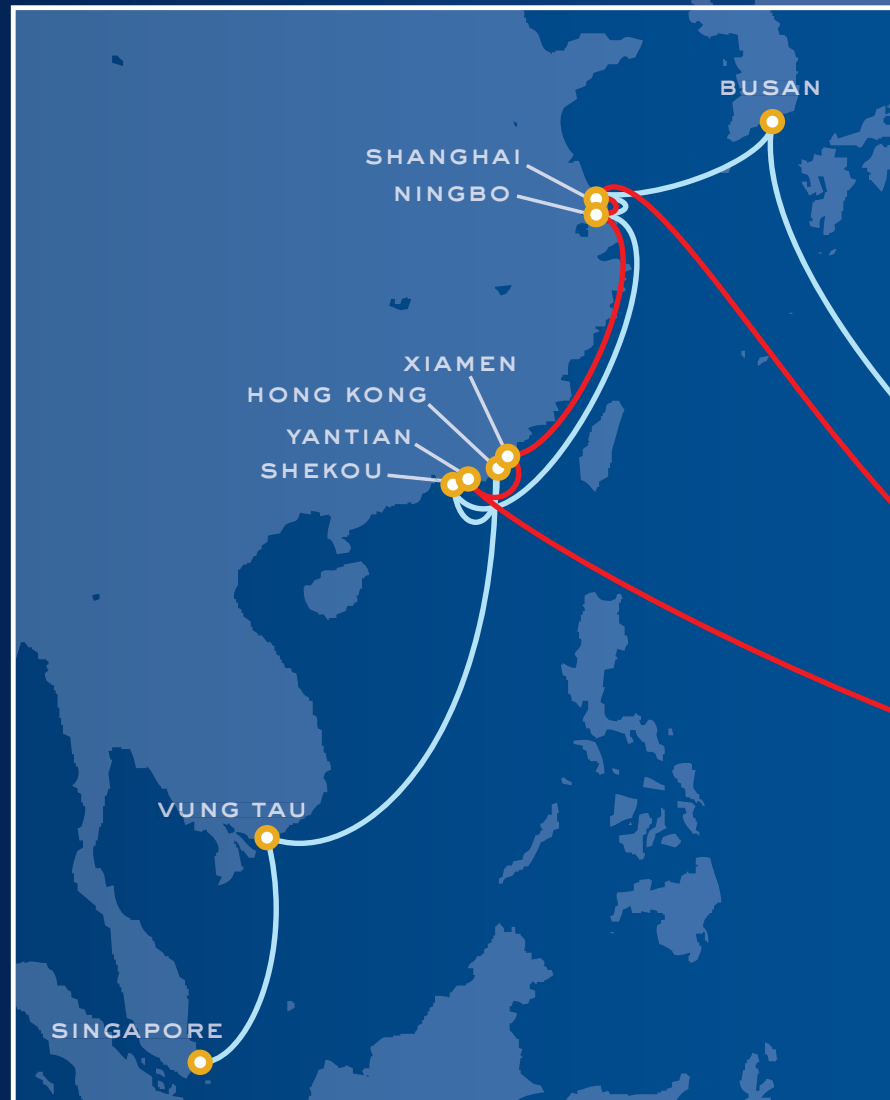 BUSAN
SHANGHAI
NINGBO
XIAMEN
HONG KONG
YANTIAN
SHEKOU
VUNG TAU
SINGAPORE